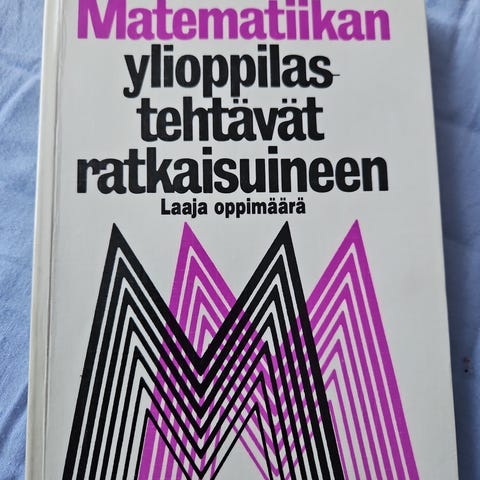 Matematiikan
ylioppilas-
tehtävät
ratkaisuineen
Laaja oppimäärä